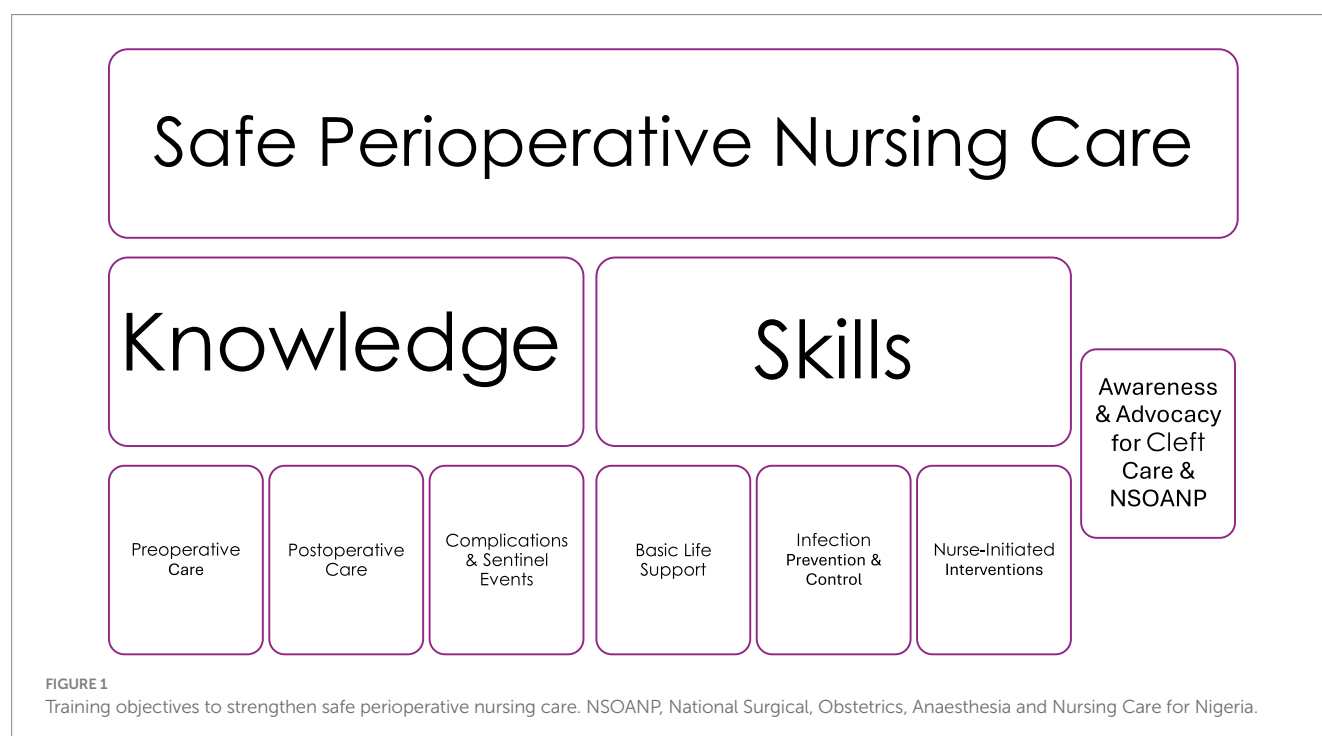 Safe Perioperative Nursing Care
Knowledge
Skills
Awareness
& Advocacy
for Cleft
Care &
NSOANP
Preoperative
Care
Postoperative
Care
Complications
& Sentinel
Events
Basic Life
Support
Infection
Prevention &
Control
Nurse-Initiated
Interventions
FIGURE 1
Training objectives to strengthen safe perioperative nursing care. NSOANP, National Surgical, Obstetrics, Anaesthesia and Nursing Care for Nigeria.